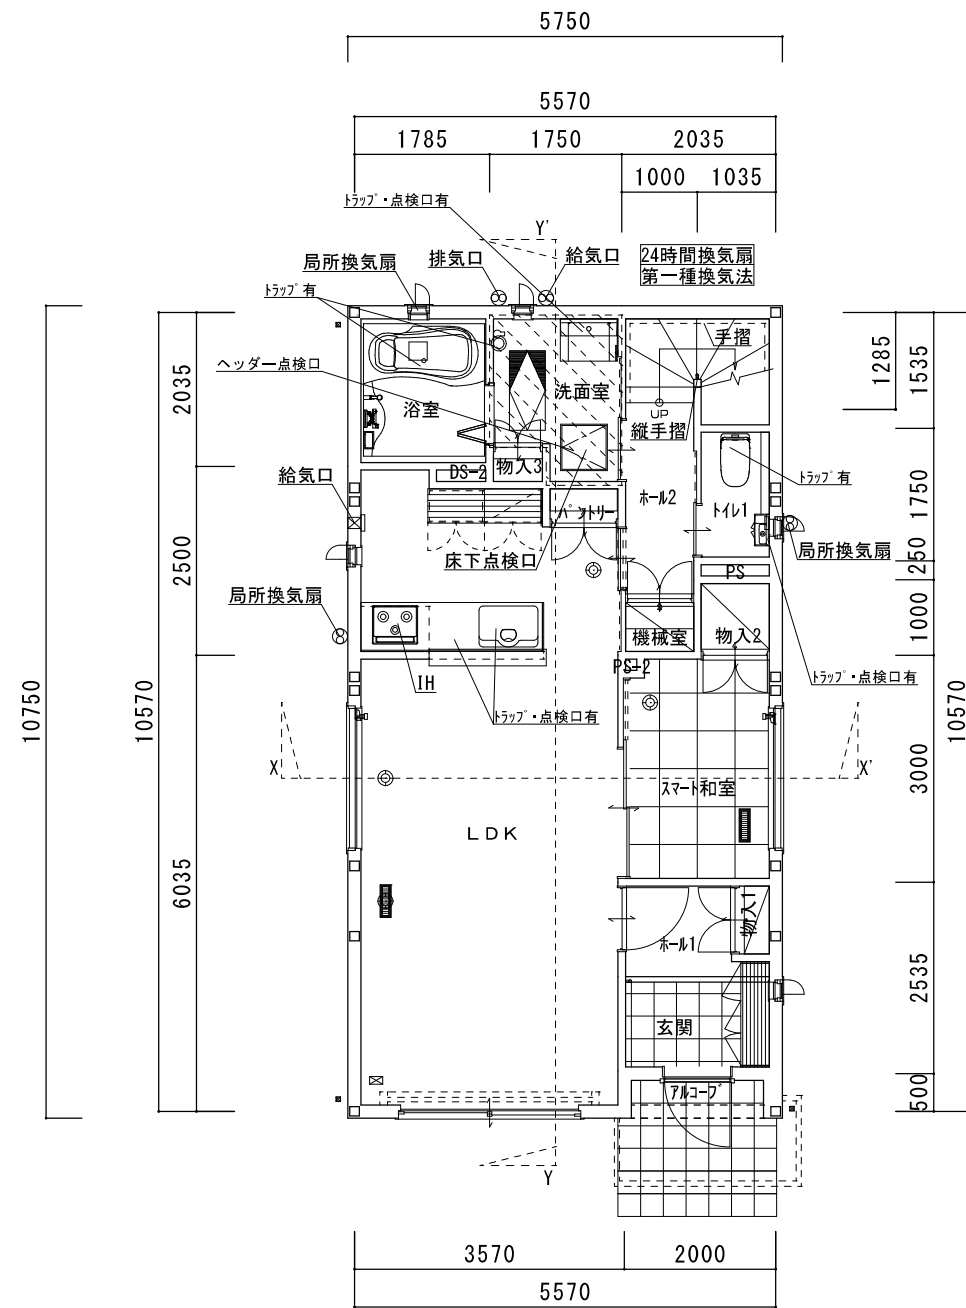 5750
5570
1785
1750
2035
1000
1035
トラップ・点検口有
Y'
排気口
給気口
24時間換気扇
第一種換気法
局所換気扇
トラップ有
ヘッダー点検口
浴室
洗面室
手摺
UP
縦手摺
給気口
DS-2
物入3
パントリー
ホール2
トイレ1
トラップ有
局所換気扇
床下点検口
PS
局所換気扇
機械室
物入2
IH
PS-2
トラップ・点検口有
トラップ・点検口有
X
X'
スマート和室
LDK
物入1
ホール1
玄関
アルコーブ
Y
10750
10570
2035
2500
6035
1285
1535
1750
250
1000
3000
2535
500
10570
3570
2000
5570